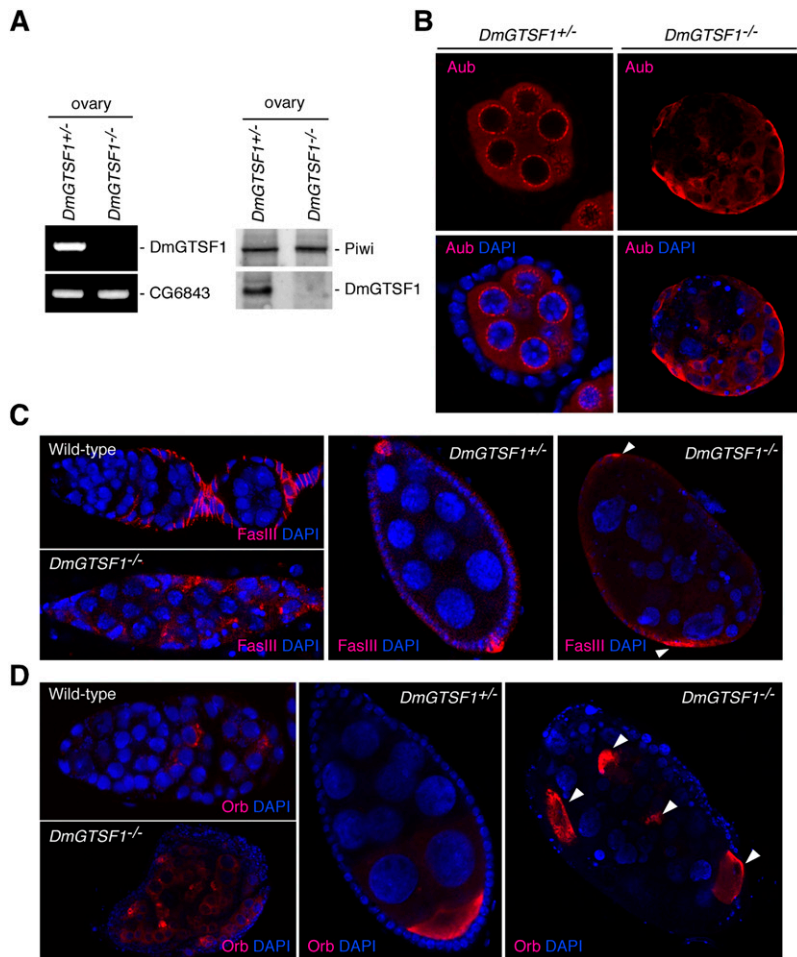 A
ovary
ovary
DmGTSF1+/-
DmGTSF1-/-
DmGTSF1+/-
DmGTSF1-/-
- DmGTSF1
- CG6843
- Piwi
- DmGTSF1
B
DmGTSF1+/-
DmGTSF1-/-
Aub
Aub
Aub DAPI
Aub DAPI
C
Wild-type
FasIII DAPI
DmGTSF1-/-
FasIII DAPI
DmGTSF1+/-
FasIII DAPI
DmGTSF1-/-
FasIII DAPI
D
Wild-type
Orb DAPI
DmGTSF1-/-
Orb DAPI
DmGTSF1+/-
Orb DAPI
DmGTSF1-/-
Orb DAPI